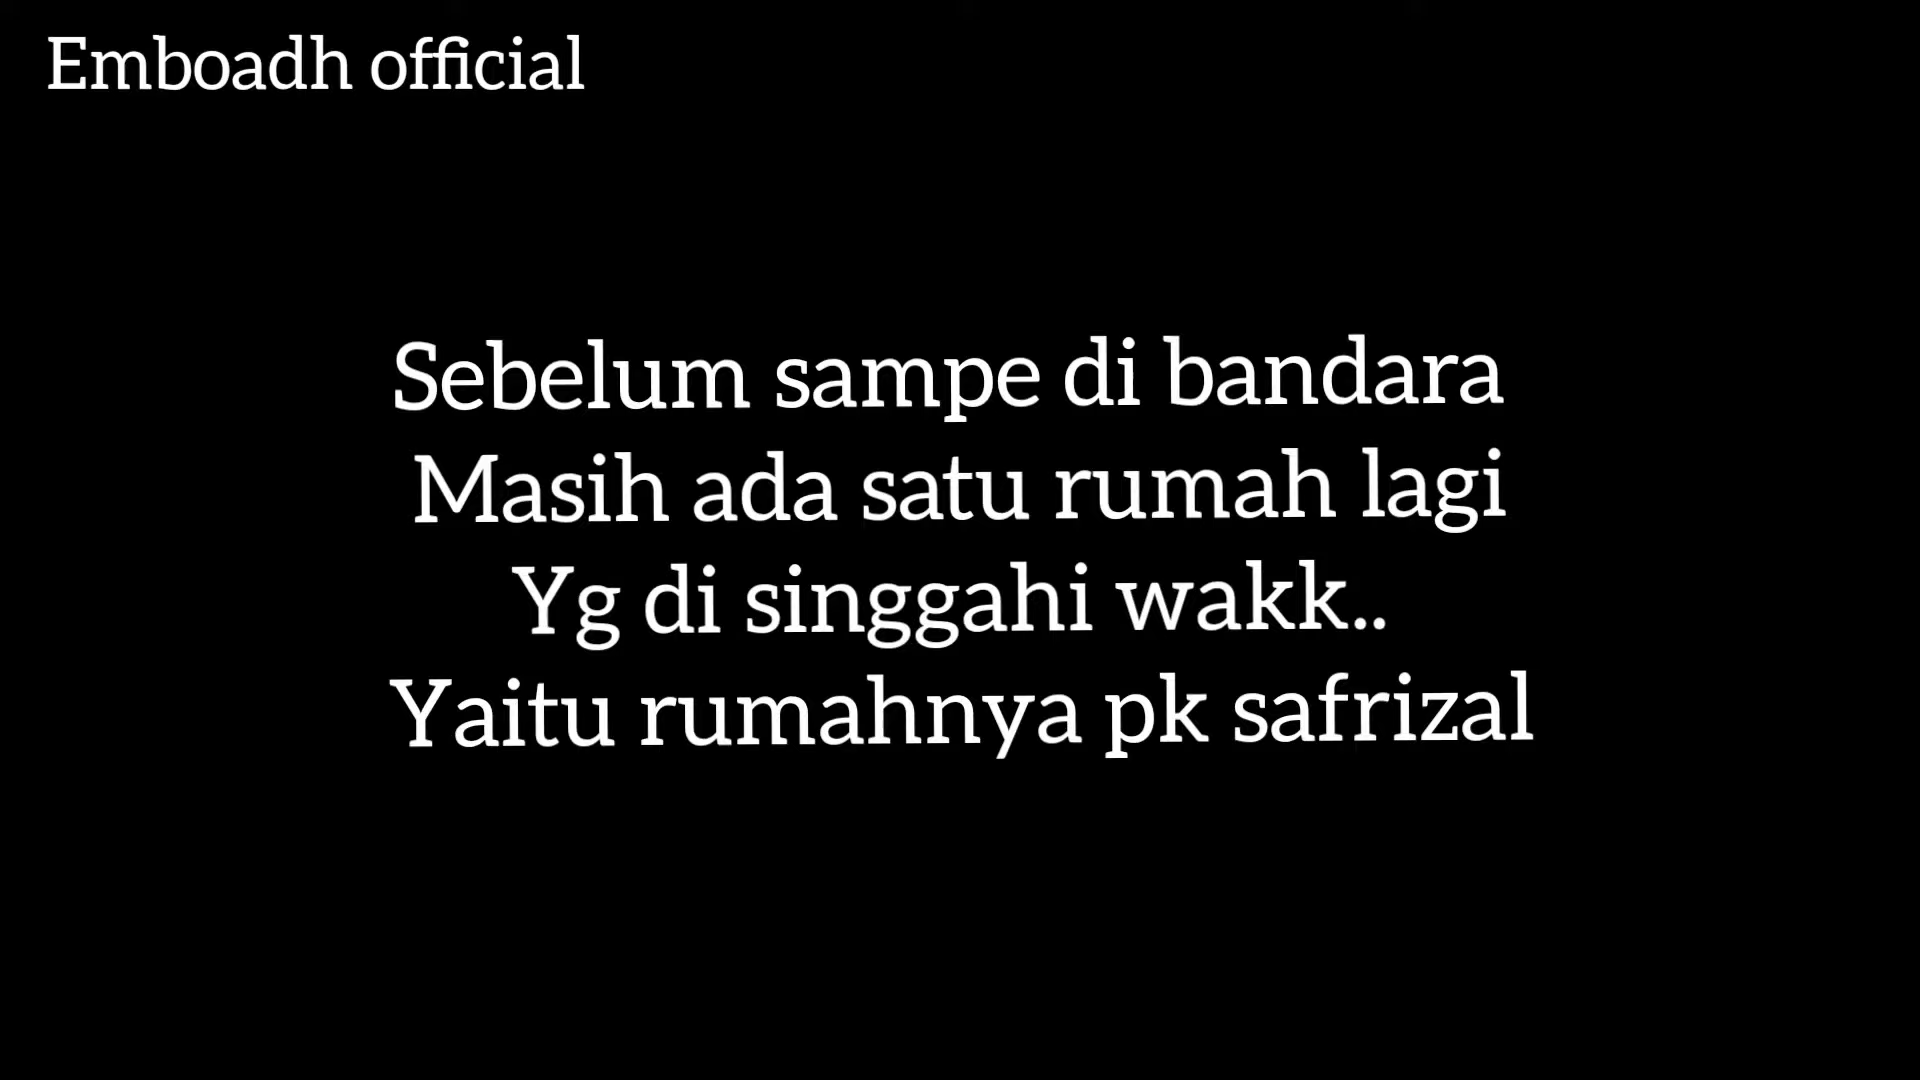 Emboadh official
Sebelum sampe di bandara
Masih ada satu rumah lagi
Yg di singgahi wakk..
Yaitu rumahnya pk safrizal